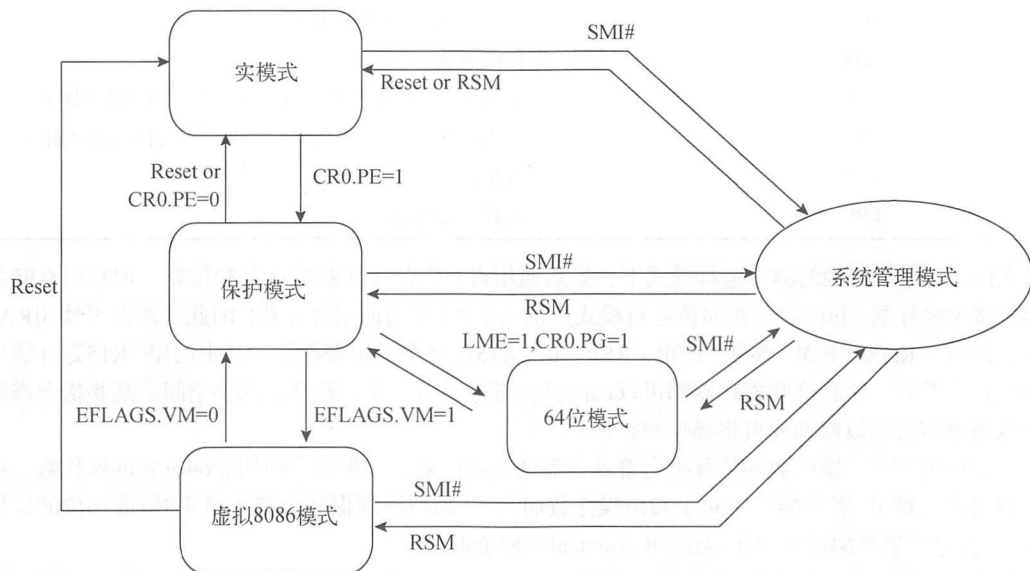 SMI#
实模式
Reset or RSM
Reset or
CR0.PE=0
CR0.PE=1
SMI#
Reset
保护模式
系统管理模式
RSM
LME=1,CR0.PG=1
SMI#
EFLAGS.VM=0
EFLAGS.VM=1
64位模式
RSM
SMI#
虚拟8086模式
RSM